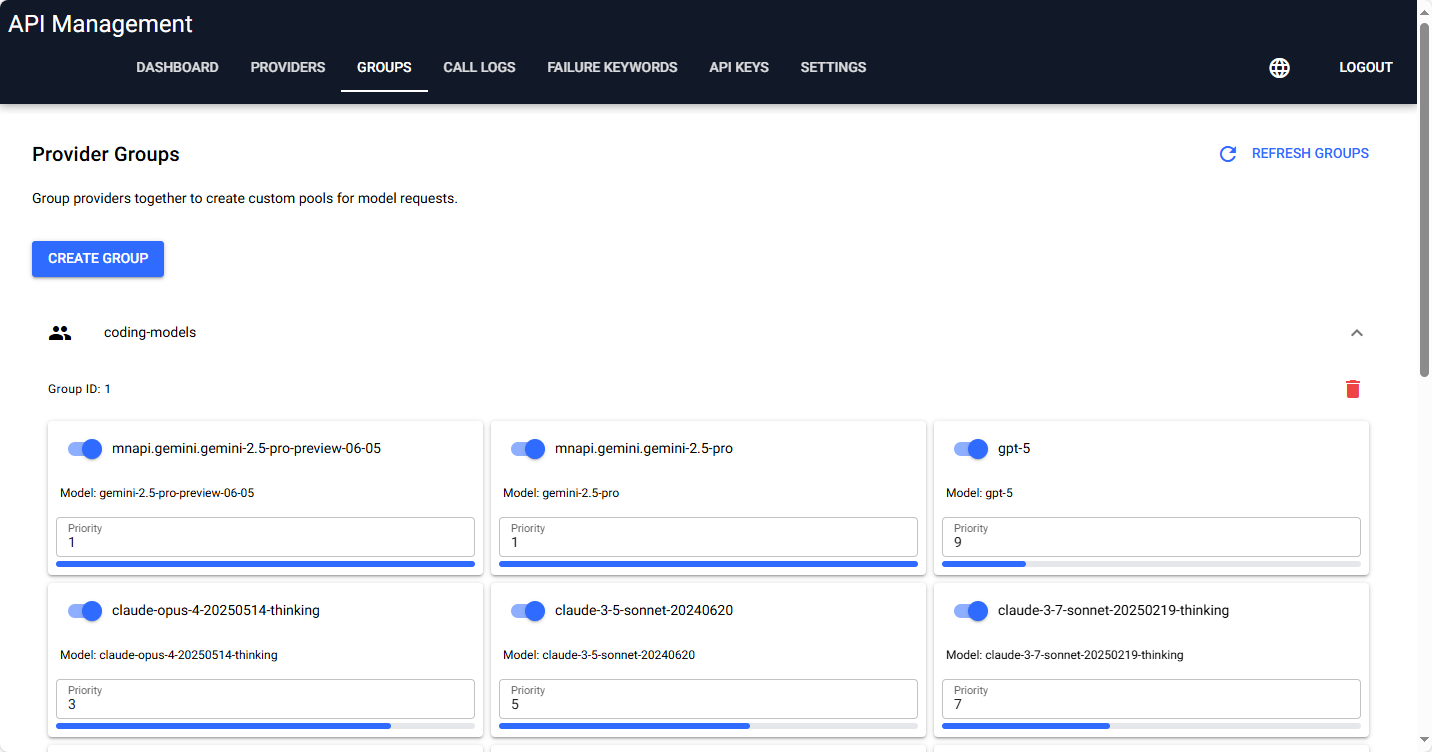 API Management
DASHBOARD PROVIDERS GROUPS CALL LOGS FAILURE KEYWORDS API KEYS SETTINGS LOGOUT
Provider Groups REFRESH GROUPS
Group providers together to create custom pools for model requests.
CREATE GROUP
coding-models
Group ID: 1
mnapi.gemini.gemini-2.5-pro-preview-06-05
Model: gemini-2.5-pro-preview-06-05
Priority
1
mnapi.gemini.gemini-2.5-pro
Model: gemini-2.5-pro
Priority
1
gpt-5
Model: gpt-5
Priority
9
claude-opus-4-20250514-thinking
Model: claude-opus-4-20250514-thinking
Priority
3
claude-3-5-sonnet-20240620
Model: claude-3-5-sonnet-20240620
Priority
5
claude-3-7-sonnet-20250219-thinking
Model: claude-3-7-sonnet-20250219-thinking
Priority
7